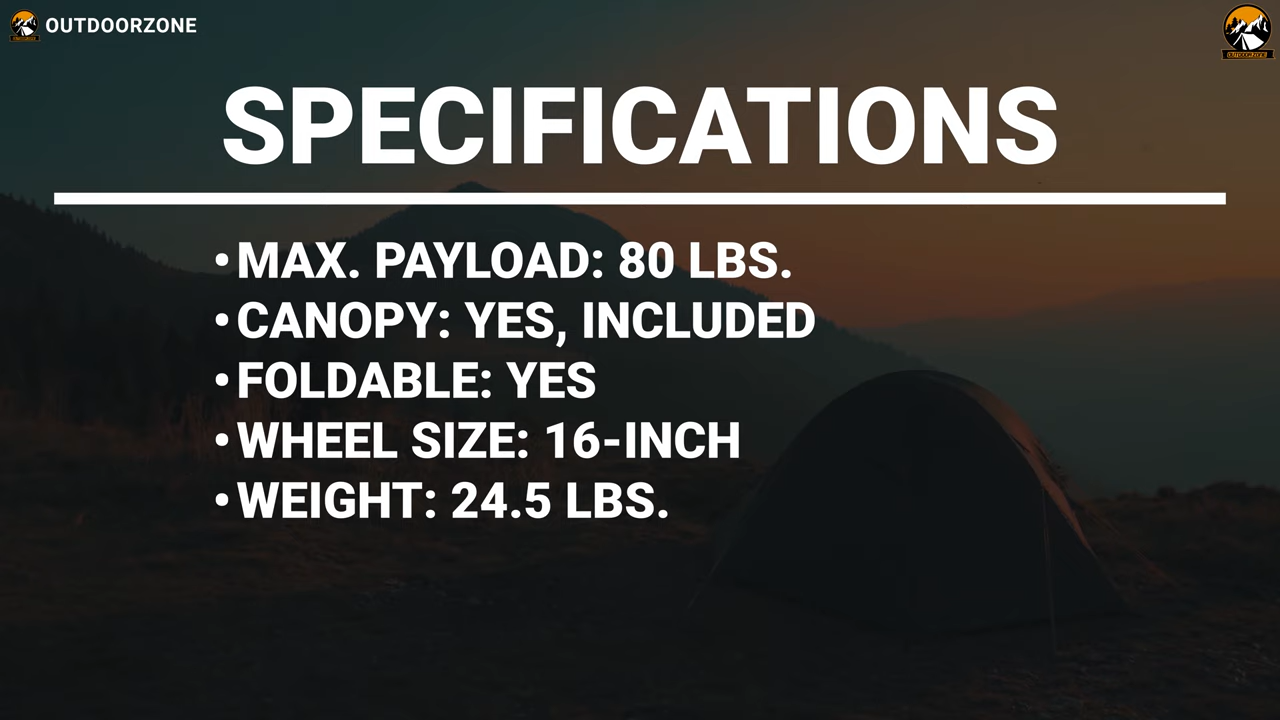 OUTDOORZONE
OUTDOORZONE
SPECIFICATIONS
• MAX. PAYLOAD: 80 LBS.
• CANOPY: YES, INCLUDED
• FOLDABLE: YES
• WHEEL SIZE: 16-INCH
• WEIGHT: 24.5 LBS.